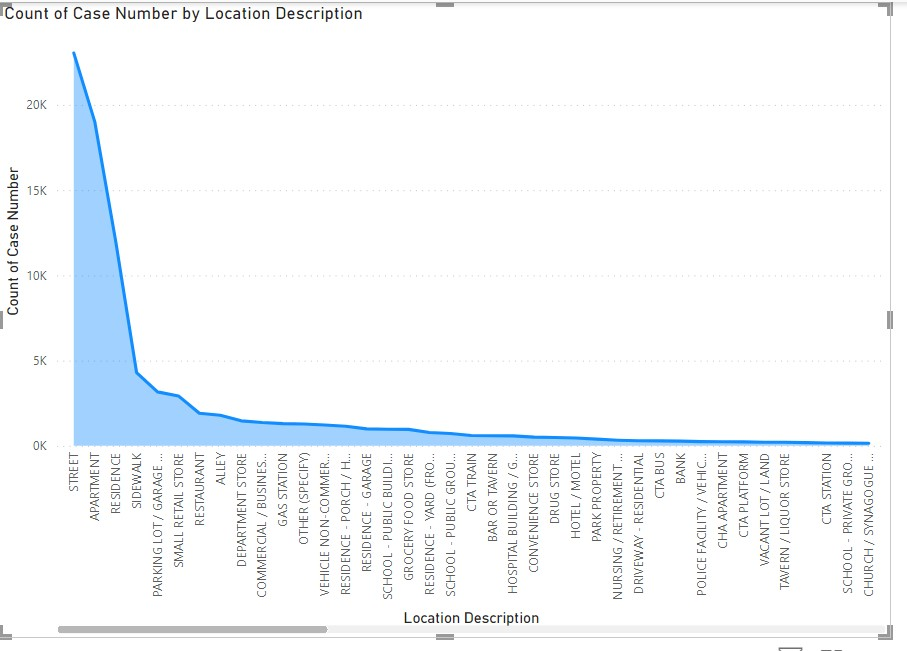 Count of Case Number by Location Description
Count of Case Number
20K
15K
10K
5K
0K
STREET
APARTMENT
RESIDENCE
SIDEWALK
PARKING LOT / GARAGE ...
SMALL RETAIL STORE
RESTAURANT
ALLEY
DEPARTMENT STORE
COMMERCIAL / BUSINES...
GAS STATION
OTHER (SPECIFY)
VEHICLE NON-COMMER...
RESIDENCE - PORCH / H...
RESIDENCE - GARAGE
SCHOOL - PUBLIC BUILDI...
GROCERY FOOD STORE
RESIDENCE - YARD (FRO...
SCHOOL - PUBLIC GROU...
CTA TRAIN
BAR OR TAVERN
HOSPITAL BUILDING / G...
CONVENIENCE STORE
DRUG STORE
HOTEL / MOTEL
PARK PROPERTY
NURSING / RETIREMENT ...
DRIVEWAY - RESIDENTIAL
CTA BUS
BANK
POLICE FACILITY / VEHIC...
CHA APARTMENT
CTA PLATFORM
VACANT LOT / LAND
TAVERN / LIQUOR STORE
CTA STATION
SCHOOL - PRIVATE GRO...
CHURCH / SYNAGOGUE ...
Location Description